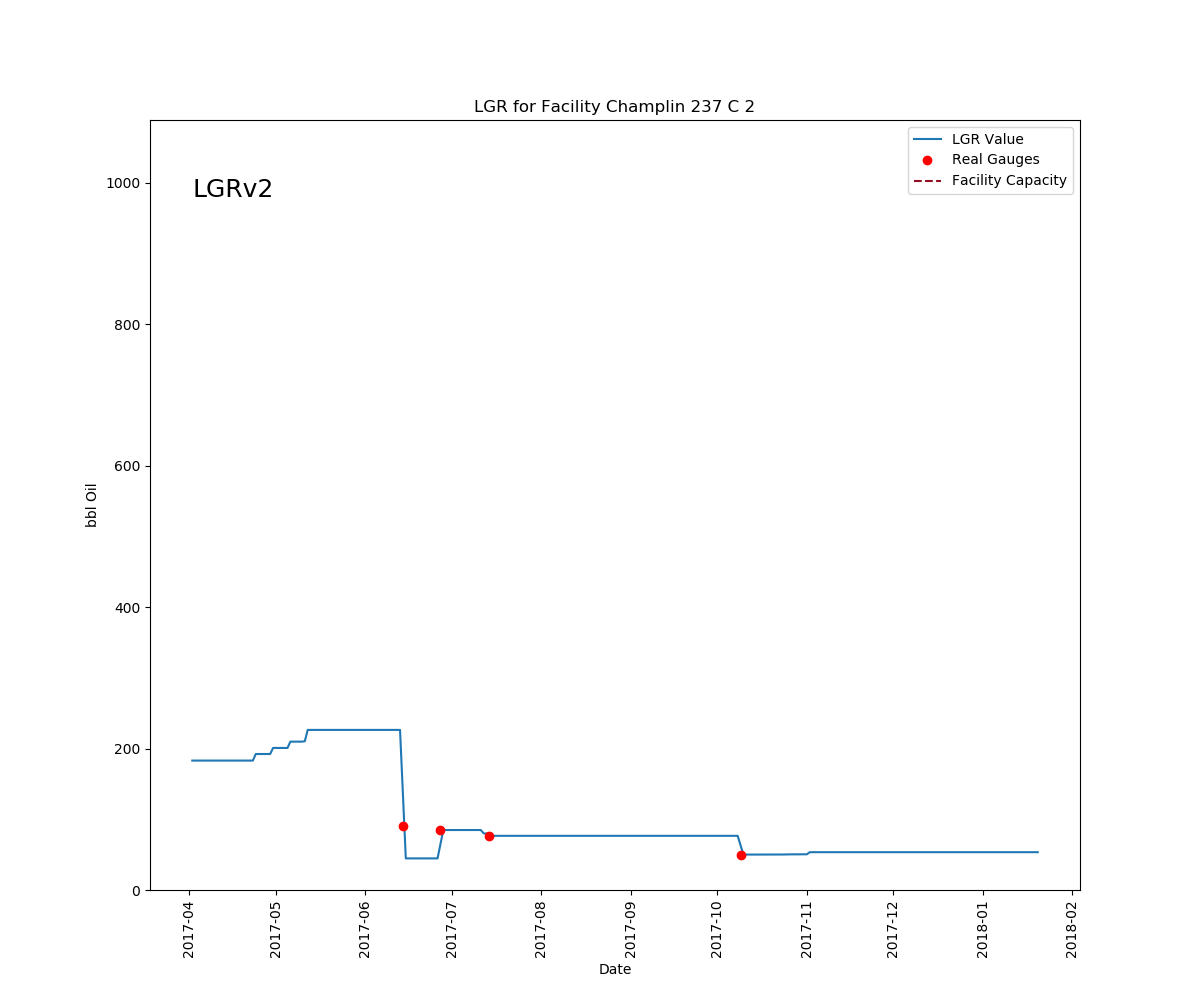 LGR for Facility Champlin 237 C 2
LGRv2
LGR Value
Real Gauges
Facility Capacity
1000
800
600
400
200
0
bbl Oil
2017-04
2017-05
2017-06
2017-07
2017-08
2017-09
2017-10
2017-11
2017-12
2018-01
2018-02
Date